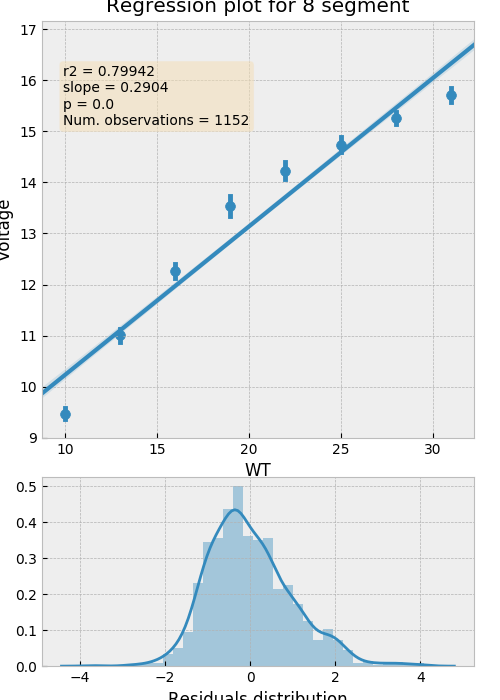 Regression plot for 8 segment
17
16
15
14
13
12
11
10
9
r2 = 0.79942
slope = 0.2904
p = 0.0
Num. observations = 1152
voltage
10 15 20 25 30
WT
0.5
0.4
0.3
0.2
0.1
0.0
−4 −2 0 2 4
Residuals distribution